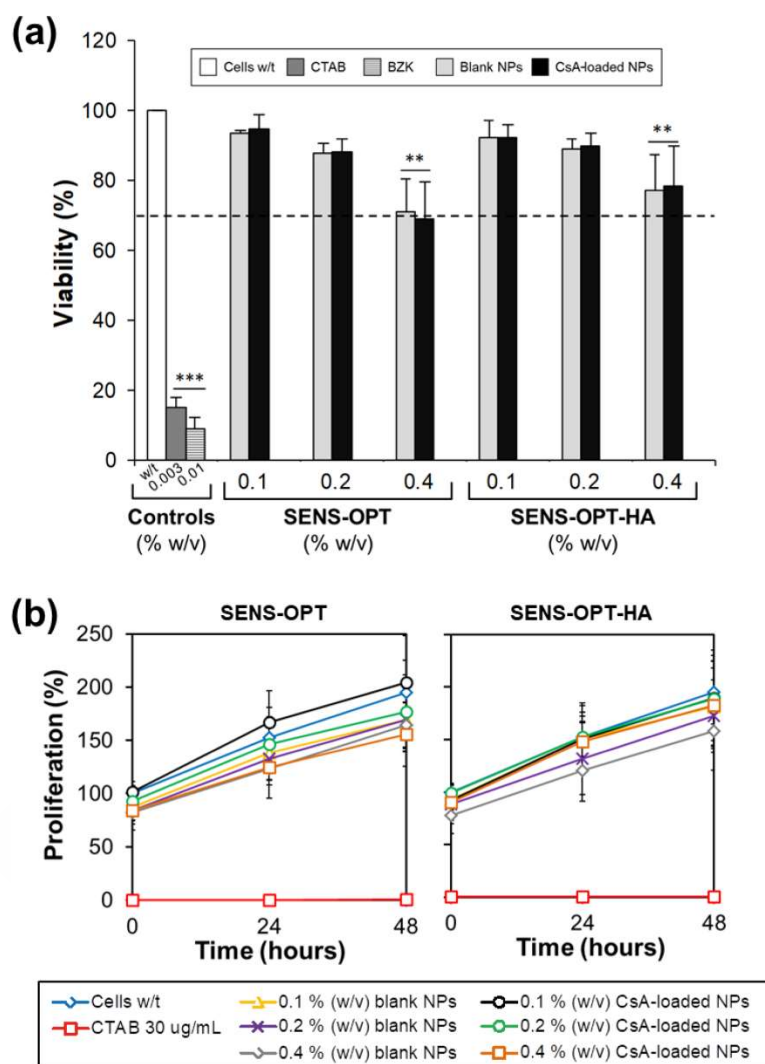 (a)
120
100
80
60
40
20
0
Viability (%)
Cells w/t CTAB BZK Blank NPs CsA-loaded NPs
***
**
**
w/t 0.003 0.01 0.1 0.2 0.4 0.1 0.2 0.4
Controls SENS-OPT SENS-OPT-HA
(% w/v) (% w/v) (% w/v)
(b)
SENS-OPT SENS-OPT-HA
250
200
150
100
50
0
Proliferation (%)
0 24 48 0 24 48
Time (hours) Time (hours)
Cells w/t 0.1 % (w/v) blank NPs 0.1 % (w/v) CsA-loaded NPs
CTAB 30 ug/mL 0.2 % (w/v) blank NPs 0.2 % (w/v) CsA-loaded NPs
0.4 % (w/v) blank NPs 0.4 % (w/v) CsA-loaded NPs